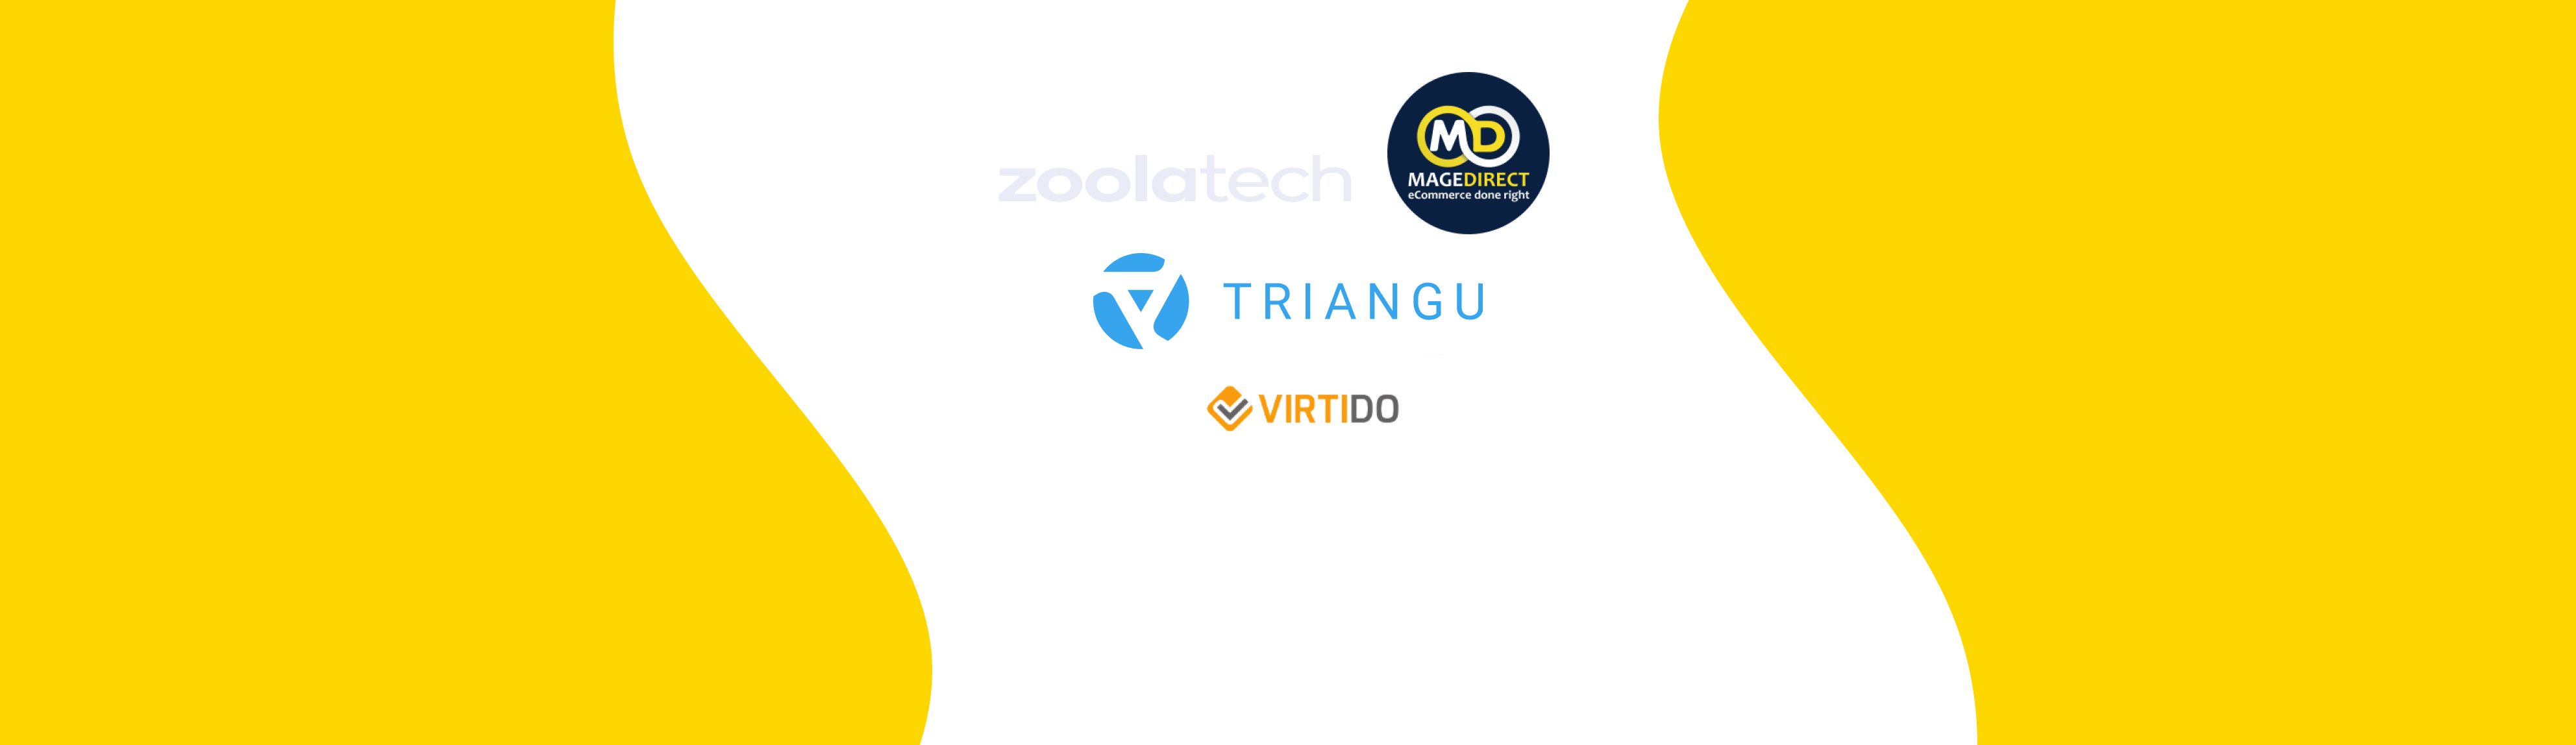 zoolatech
MD
MAGEDIRECT
eCommerce done right
TRIANGU
VIRTIDO